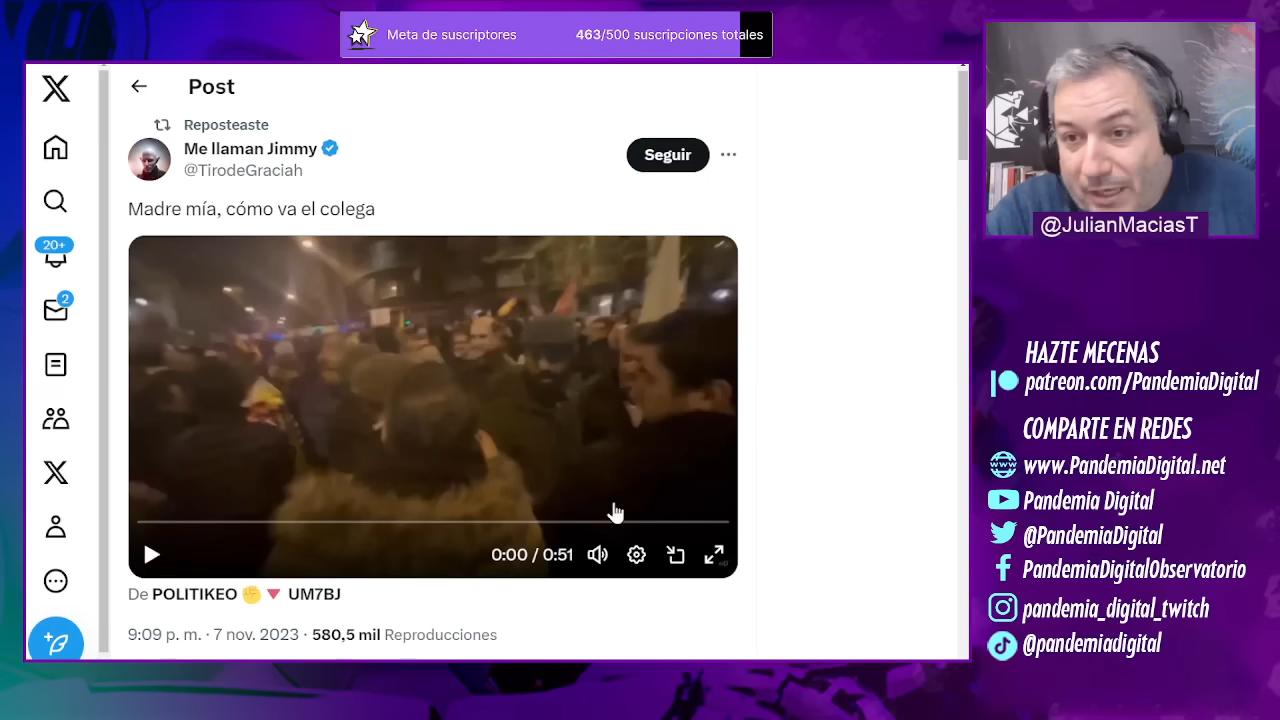 Meta de suscriptores
463/500 suscripciones totales
Post
Reposteaste
Me llaman Jimmy
@TirodeGraciah
Seguir
Madre mía, cómo va el colega
20+
2
0:00 / 0:51
De POLITIKEO ✊🔻 UM7BJ
9:09 p. m. · 7 nov. 2023 · 580,5 mil Reproducciones
@JulianMaciasT
HAZTE MECENAS
patreon.com/PandemiaDigital
COMPARTE EN REDES
www
www.PandemiaDigital.net
Pandemia Digital
@PandemiaDigital
PandemiaDigitalObservatorio
pandemia_digital_twitch
@pandemiadigital